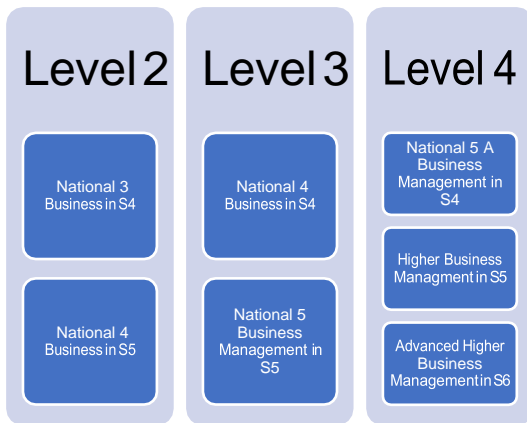 Level 2
National 3
Business in S4
National 4
Business in S5
Level 3
National 4
Business in S4
National 5
Business
Management in
S5
Level 4
National 5 A
Business
Management in
S4
Higher Business
Managment in S5
Advanced Higher
Business
Management in S6